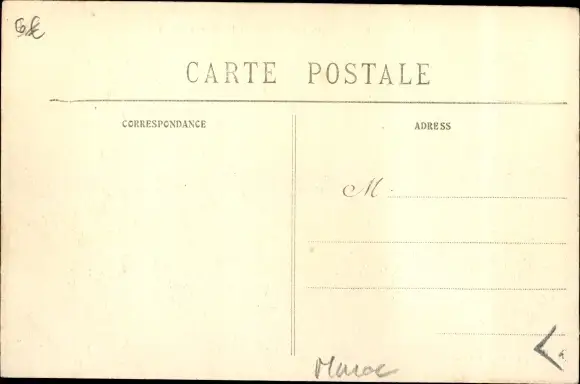 CARTE POSTALE
CORRESPONDANCE
ADRESS
M
Maroc